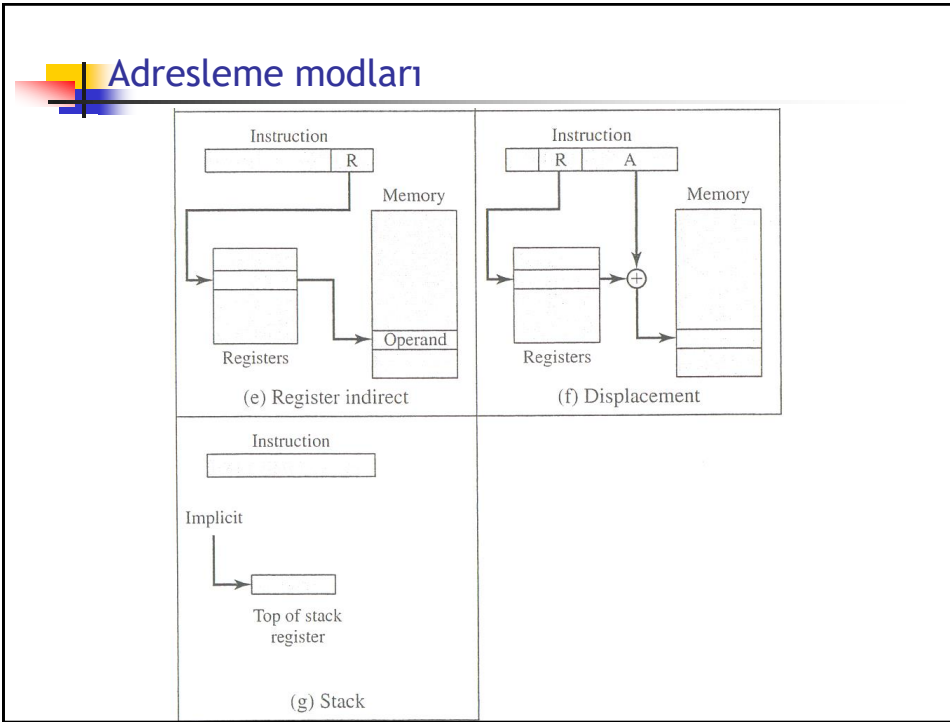 Adresleme modları
Instruction
R
Memory
Operand
Registers
(e) Register indirect
Instruction
R A
Memory
Registers
(f) Displacement
Instruction
Implicit
Top of stack
register
(g) Stack